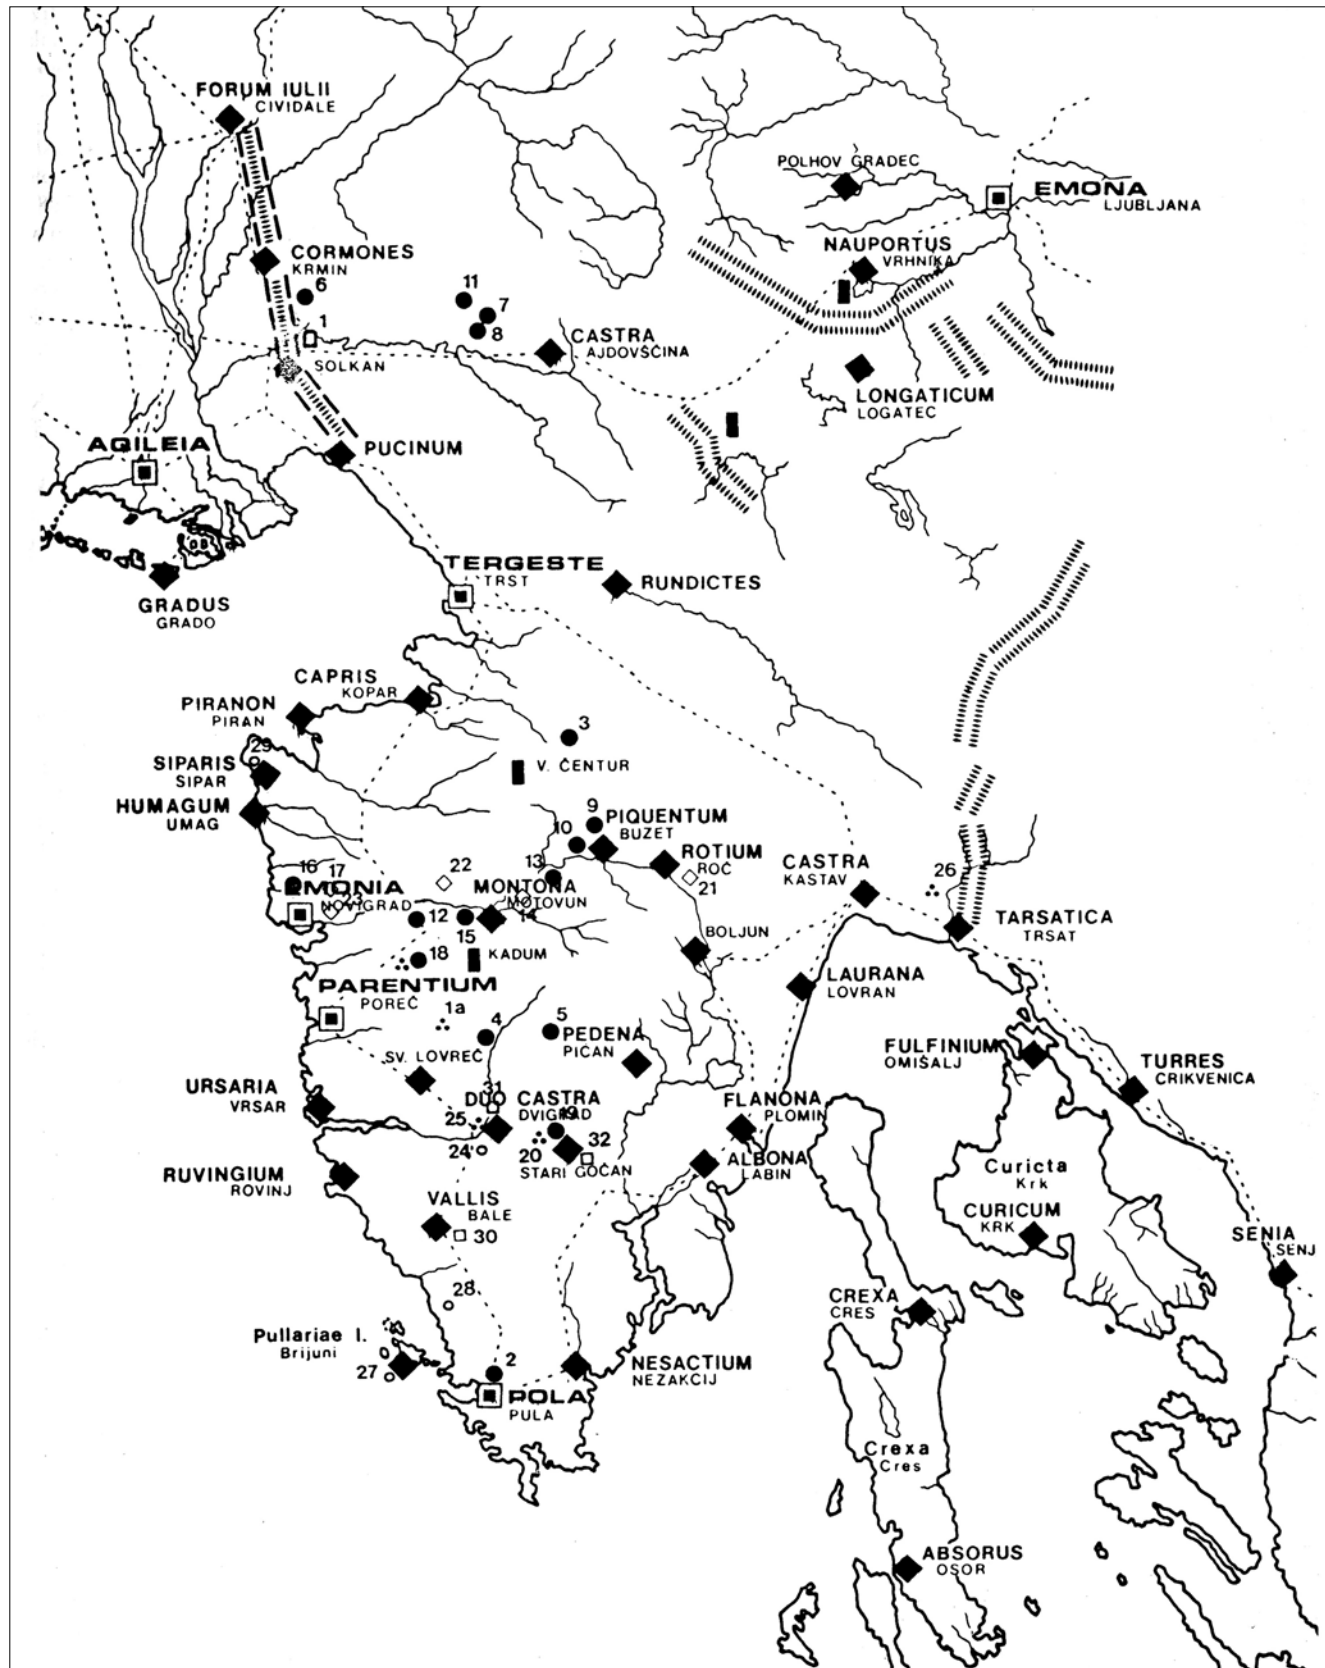 FORUM IULII
CIVIDALE
POLHOV GRADEC
EMONA
LJUBLJANA
CORMONES
KRMIN
NAUPORTUS
VRHNIKA
6
11
7
8
1
CASTRA
AJDOVŠČINA
SOLKAN
LONGATICUM
LOGATEC
AQILEIA
PUCINUM
TERGESTE
TRST
RUNDICTES
GRADUS
GRADO
CAPRIS
KOPAR
PIRANON
PIRAN
3
29
SIPARIS
SIPAR
V. ČENTUR
HUMAGUM
UMAG
9
PIQUENTUM
BUZET
10
ROTIUM
ROČ
13
16
17
22
21
CASTRA
KASTAV
26
EMONIA
NOVIGRAD
23
MONTONA
MOTOVUN
12
14
15
TARSATICA
TRSAT
BOLJUN
18
KADUM
PARENTIUM
POREČ
LAURANA
LOVRAN
1a
4
5
PEDENA
PIĆAN
FULFINIUM
OMIŠALJ
SV. LOVREČ
TURRES
CRIKVENICA
URSARIA
VRSAR
31
DUO CASTRA
DVIGRAD
FLANONA
PLOMIN
25
19
24
20
32
STARI GOČAN
ALBONA
LABIN
RUVINGIUM
ROVINJ
Curicta
Krk
VALLIS
BALE
CURICUM
KRK
30
SENIA
SENJ
28
CREXA
CRES
Pullariae I.
Brijuni
27
2
NESACTIUM
NEZAKCIJ
POLA
PULA
Crexa
Cres
ABSORUS
OSOR